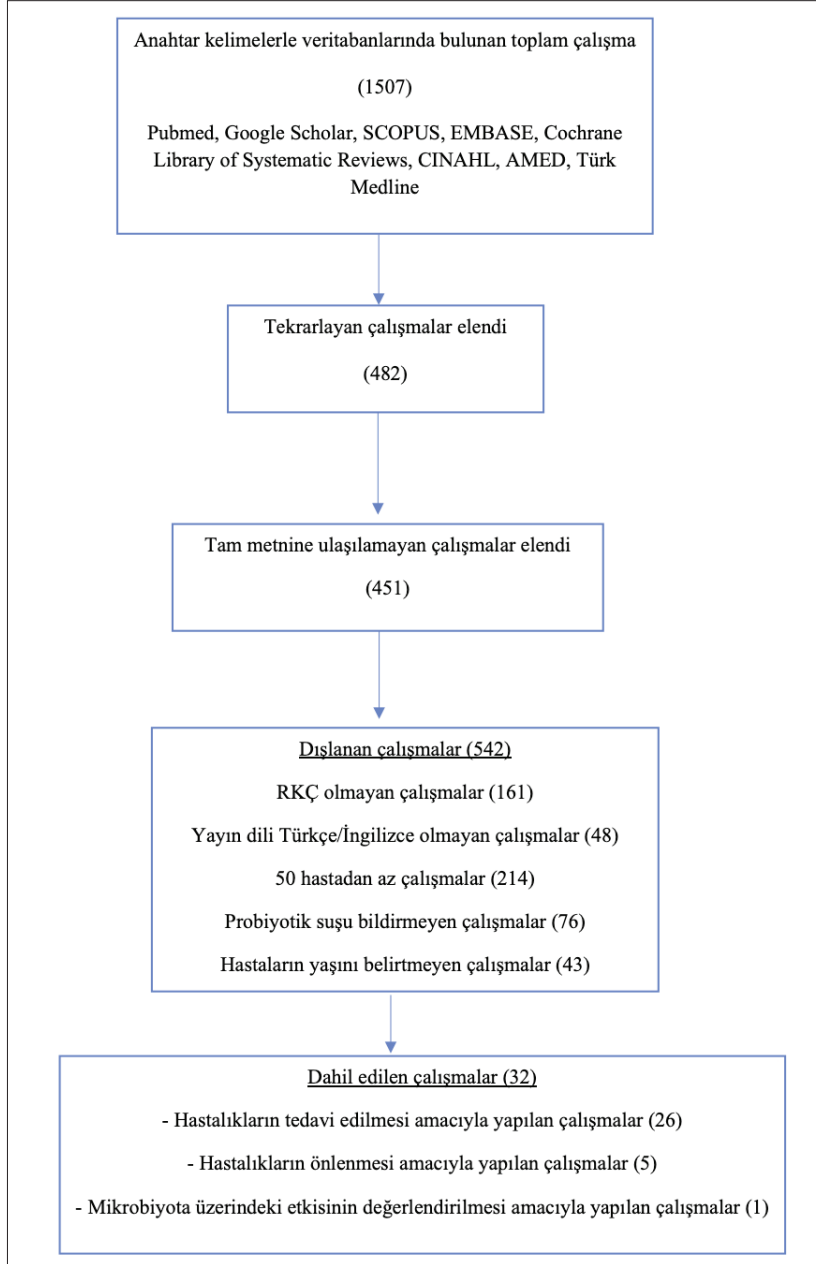 Anahtar kelimelerle veritabanlarında bulunan toplam çalışma
(1507)
Pubmed, Google Scholar, SCOPUS, EMBASE, Cochrane
Library of Systematic Reviews, CINAHL, AMED, Türk
Medline
Tekrarlayan çalışmalar elendi
(482)
Tam metnine ulaşılamayan çalışmalar elendi
(451)
Dışlanan çalışmalar (542)
RKÇ olmayan çalışmalar (161)
Yayın dili Türkçe/İngilizce olmayan çalışmalar (48)
50 hastadan az çalışmalar (214)
Probiyotik suşu bildirmeyen çalışmalar (76)
Hastaların yaşını belirtmeyen çalışmalar (43)
Dahil edilen çalışmalar (32)
- Hastalıkların tedavi edilmesi amacıyla yapılan çalışmalar (26)
- Hastalıkların önlenmesi amacıyla yapılan çalışmalar (5)
- Mikrobiyota üzerindeki etkisinin değerlendirilmesi amacıyla yapılan çalışmalar (1)